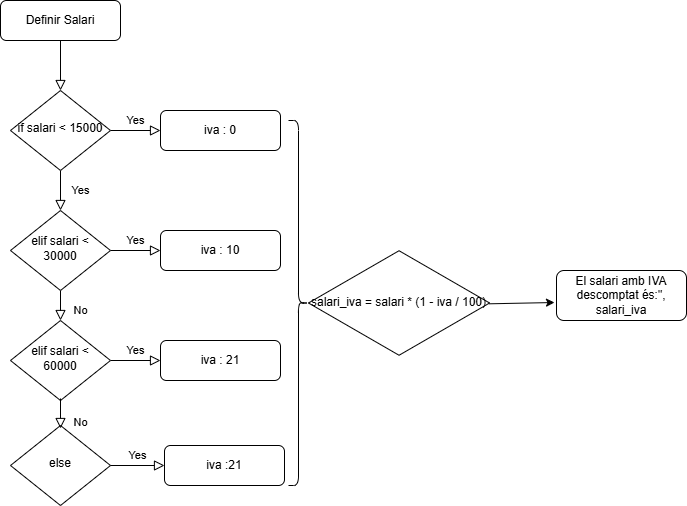 Definir Salari
if salari < 15000
Yes
iva : 0
Yes
elif salari <
30000
Yes
iva : 10
No
elif salari <
60000
Yes
iva : 21
No
else
Yes
iva :21
salari_iva = salari * (1 - iva / 100)
El salari amb IVA
descomptat és:",
salari_iva